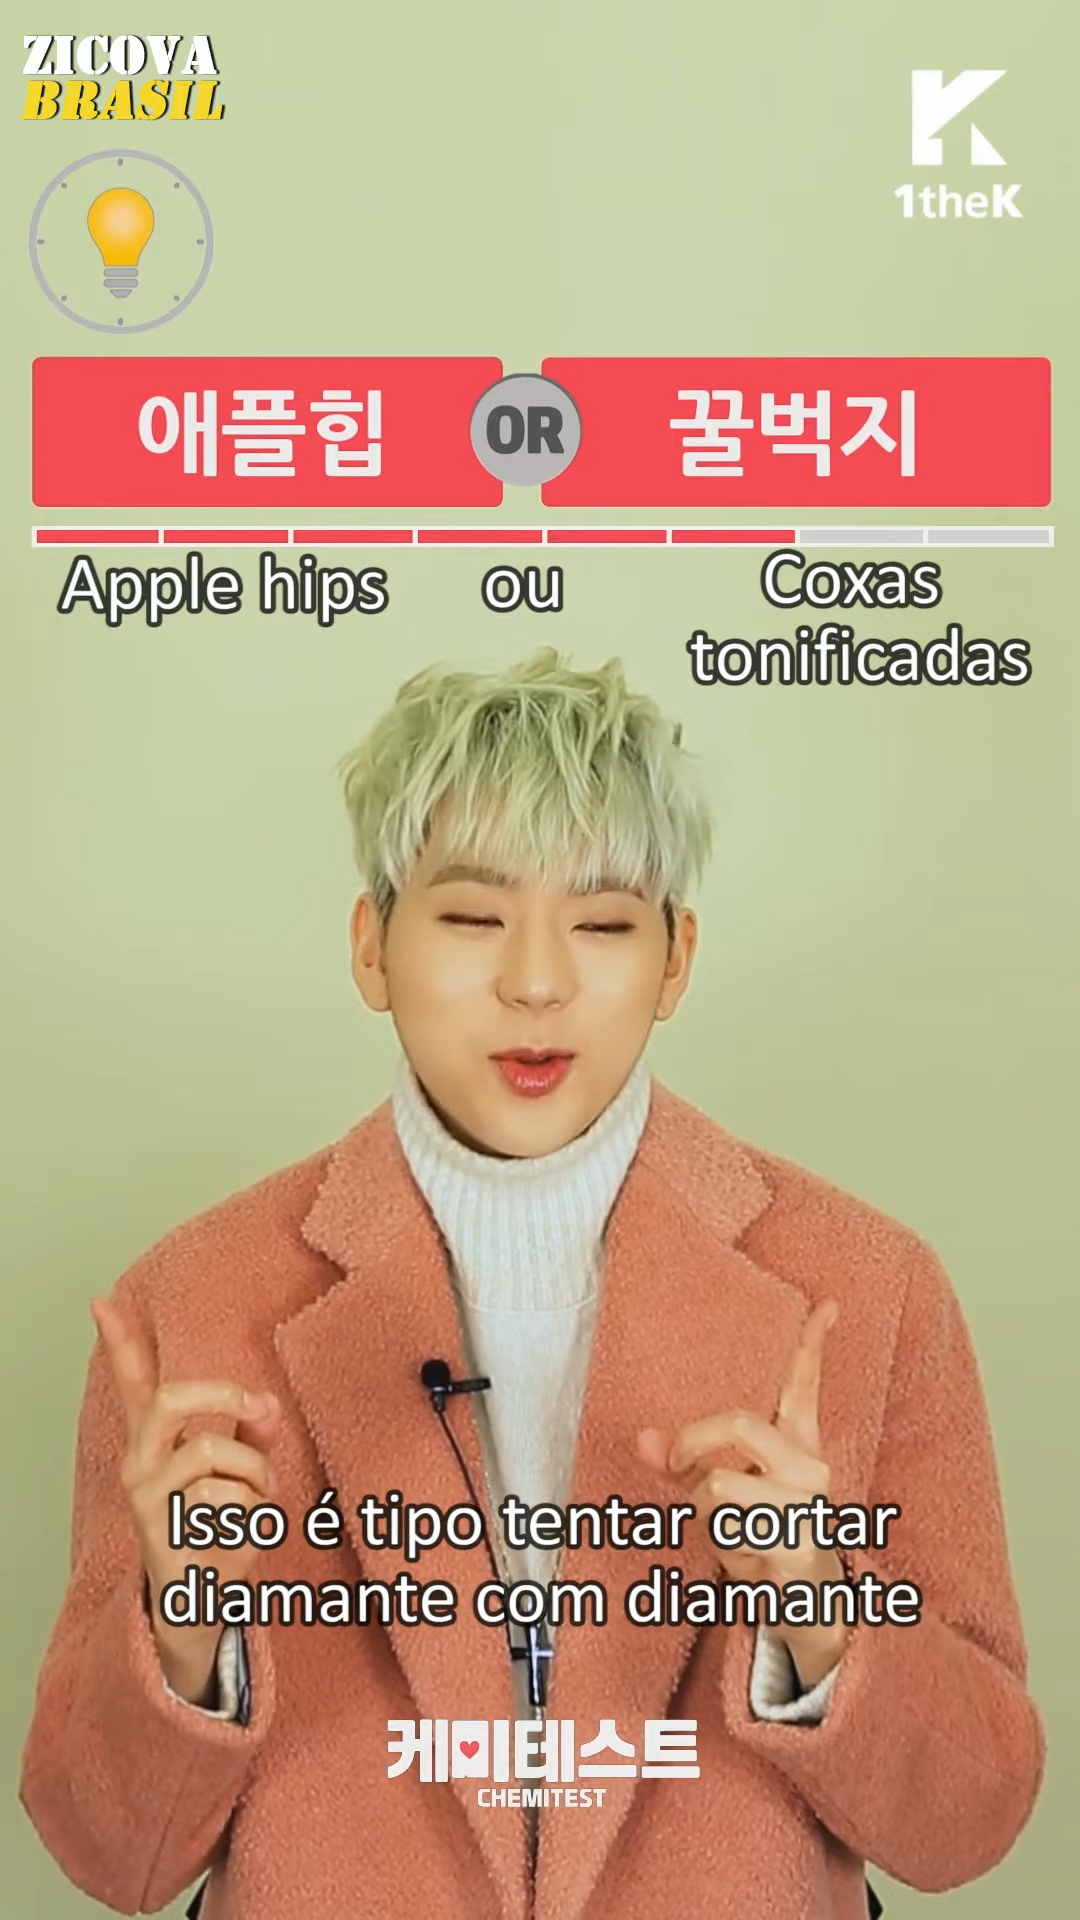 ZICOVA
BRASIL
1theK
애플힙 OR 꿀벅지
Apple hips ou Coxas
tonificadas
Isso é tipo tentar cortar
diamante com diamante
케미테스트
CHEMITEST